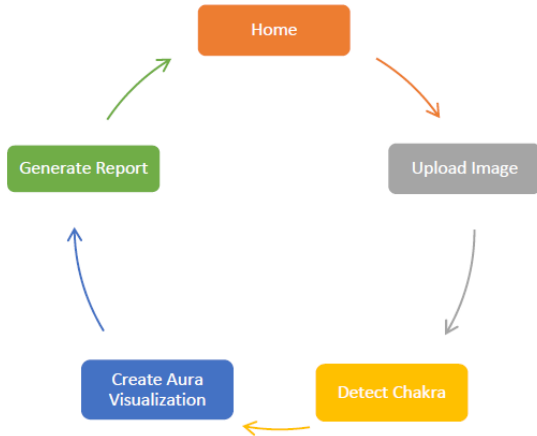 Home
Upload Image
Detect Chakra
Create Aura
Visualization
Generate Report